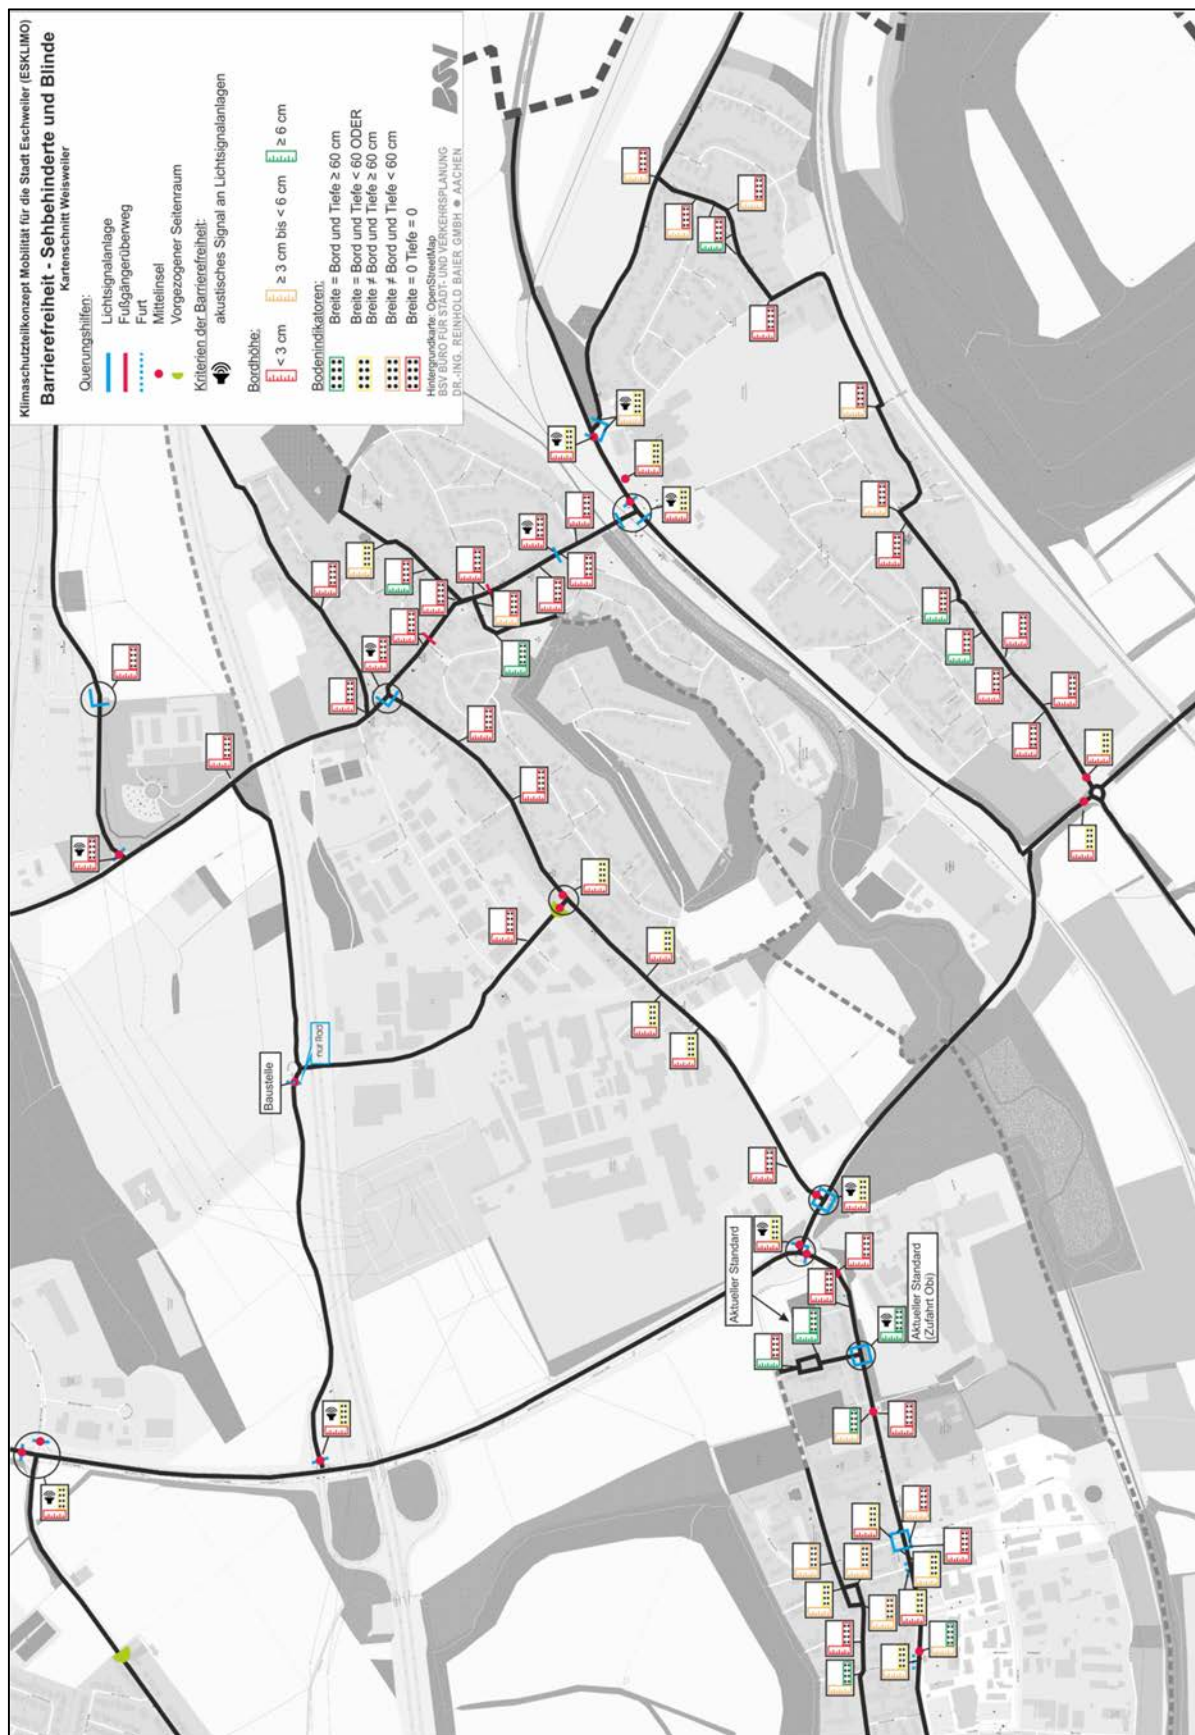 Klimaschutzteilkonzept Mobilität für die Stadt Eschweiler (ESKLIMO)
Barrierefreiheit - Sehbehinderte und Blinde
Kartenschnitt Weisweiler
Querungshilfen:
Lichtsignalanlage
Fußgängerüberweg
Furt
Mittelinsel
Vorgezogener Seitenraum
Kriterien der Barrierefreiheit:
akustisches Signal an Lichtsignalanlagen
Bordhöhe:
< 3 cm
≥ 3 cm bis < 6 cm
≥ 6 cm
Bodenindikatoren:
Breite = Bord und Tiefe ≥ 60 cm
Breite = Bord und Tiefe < 60 ODER
Breite ≠ Bord und Tiefe ≥ 60 cm
Breite ≠ Bord und Tiefe < 60 cm
Breite = 0 Tiefe = 0
Hintergrundkarte: OpenStreetMap
BSV BÜRO FÜR STADT- UND VERKEHRSPLANUNG
DR.-ING. REINHOLD BAIER GMBH ● AACHEN
BSV
Baustelle
nur Rad
Aktueller Standard
Aktueller Standard
(Zufahrt Obi)